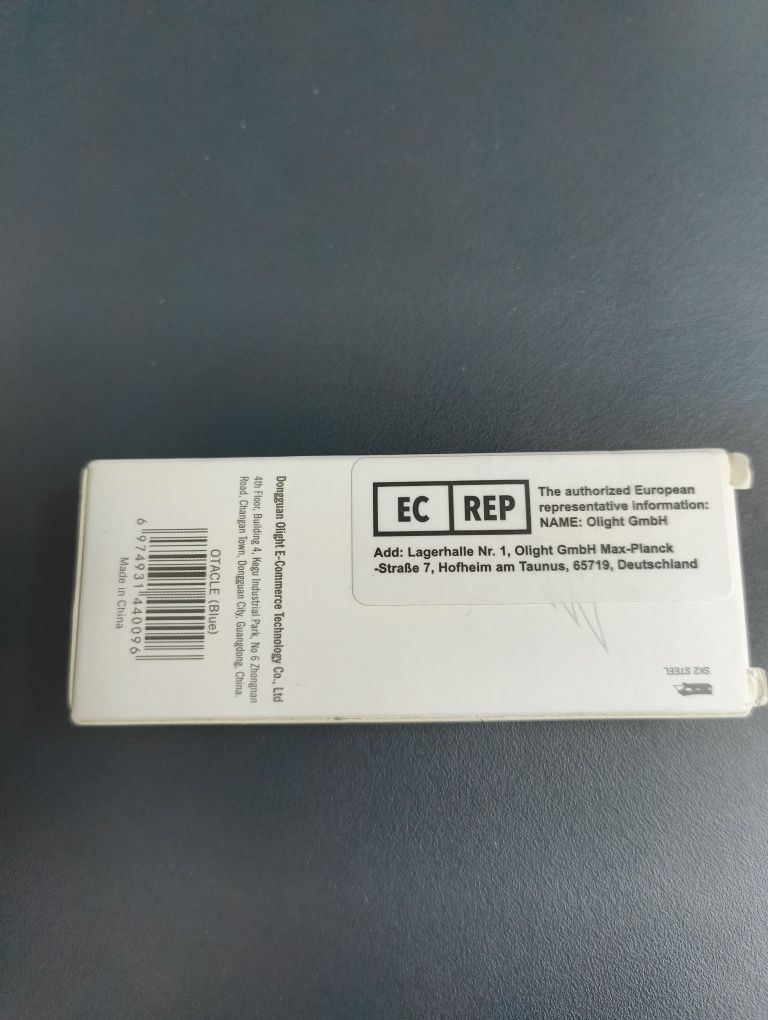 EC REP
The authorized European
representative information:
NAME: Olight GmbH
Add: Lagerhalle Nr. 1, Olight GmbH Max-Planck
-Straße 7, Hofheim am Taunus, 65719, Deutschland
SK2 STEEL
Dongguan Olight E-Commerce Technology Co., Ltd
4th Floor, Building 4, Kegu Industrial Park, No 6 Zhongnan
Road, Changan Town, Dongguan City, Guangdong, China.
OTACLE (Blue)
6 974931 440096
Made in China